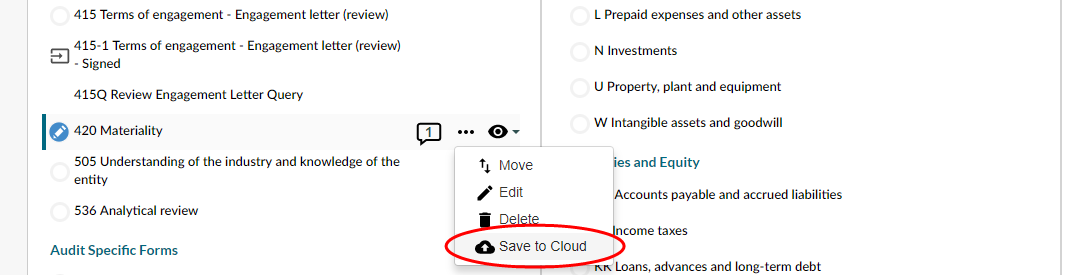 415 Terms of engagement - Engagement letter (review)
415-1 Terms of engagement - Engagement letter (review)
- Signed
415Q Review Engagement Letter Query
420 Materiality
1
505 Understanding of the industry and knowledge of the
entity
536 Analytical review
Audit Specific Forms
Move
Edit
Delete
Save to Cloud
L Prepaid expenses and other assets
N Investments
U Property, plant and equipment
W Intangible assets and goodwill
ies and Equity
Accounts payable and accrued liabilities
Income taxes
KK Loans, advances and long-term debt